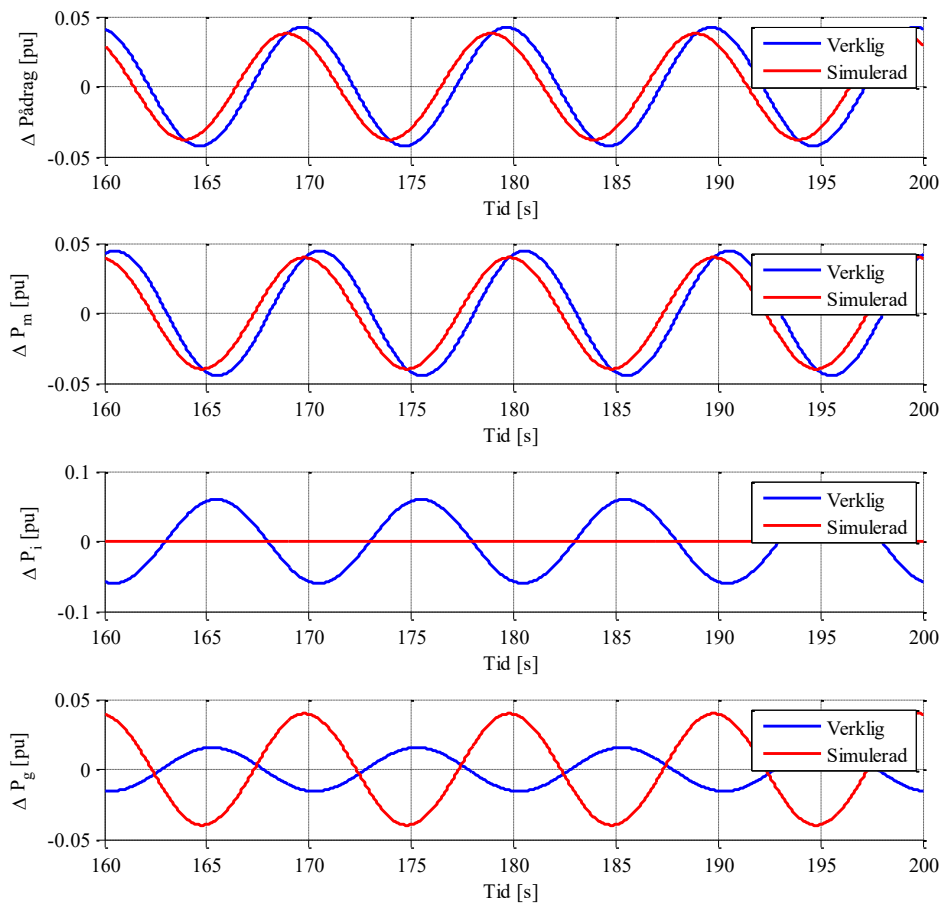 0.05
0
-0.05
Δ Pådrag [pu]
Verklig
Simulerad
160 165 170 175 180 185 190 195 200
Tid [s]
0.05
0
-0.05
Δ Pm [pu]
Verklig
Simulerad
160 165 170 175 180 185 190 195 200
Tid [s]
0.1
0
-0.1
Δ Pi [pu]
Verklig
Simulerad
160 165 170 175 180 185 190 195 200
Tid [s]
0.05
0
-0.05
Δ Pg [pu]
Verklig
Simulerad
160 165 170 175 180 185 190 195 200
Tid [s]